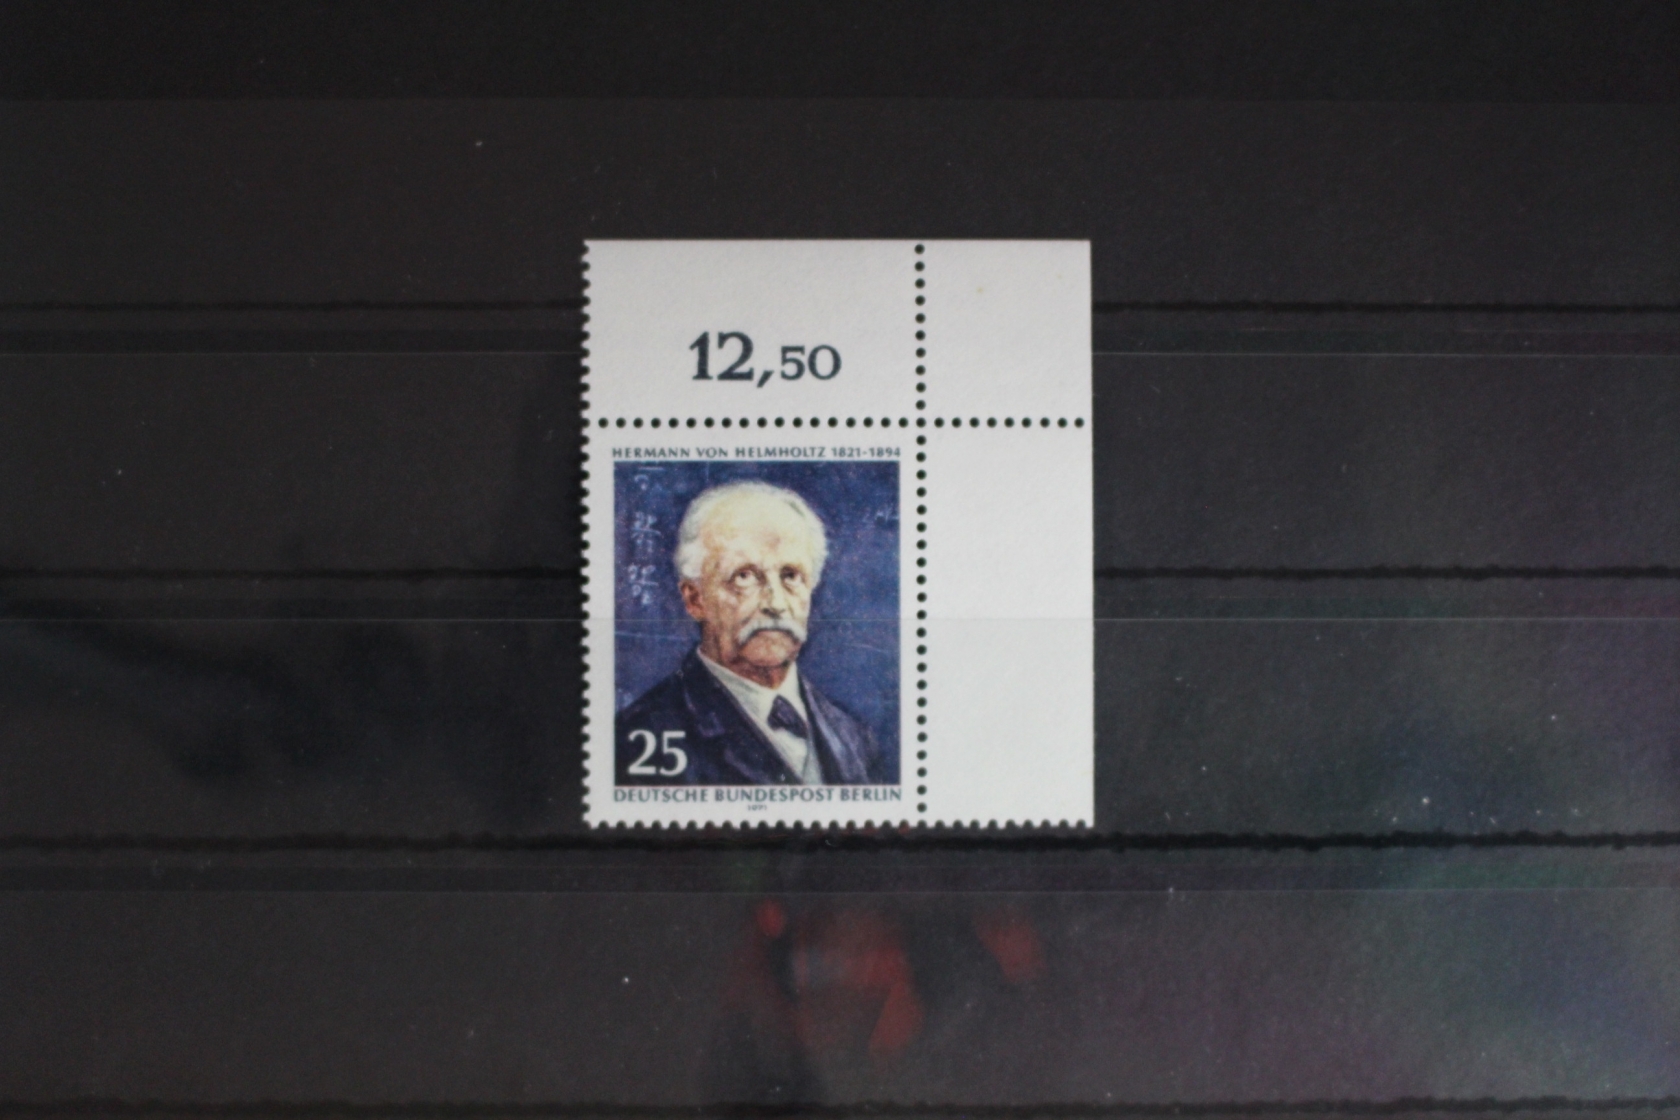 12,50
HERMANN VON HELMHOLTZ 1821-1894
25
DEUTSCHE BUNDESPOST BERLIN
1971